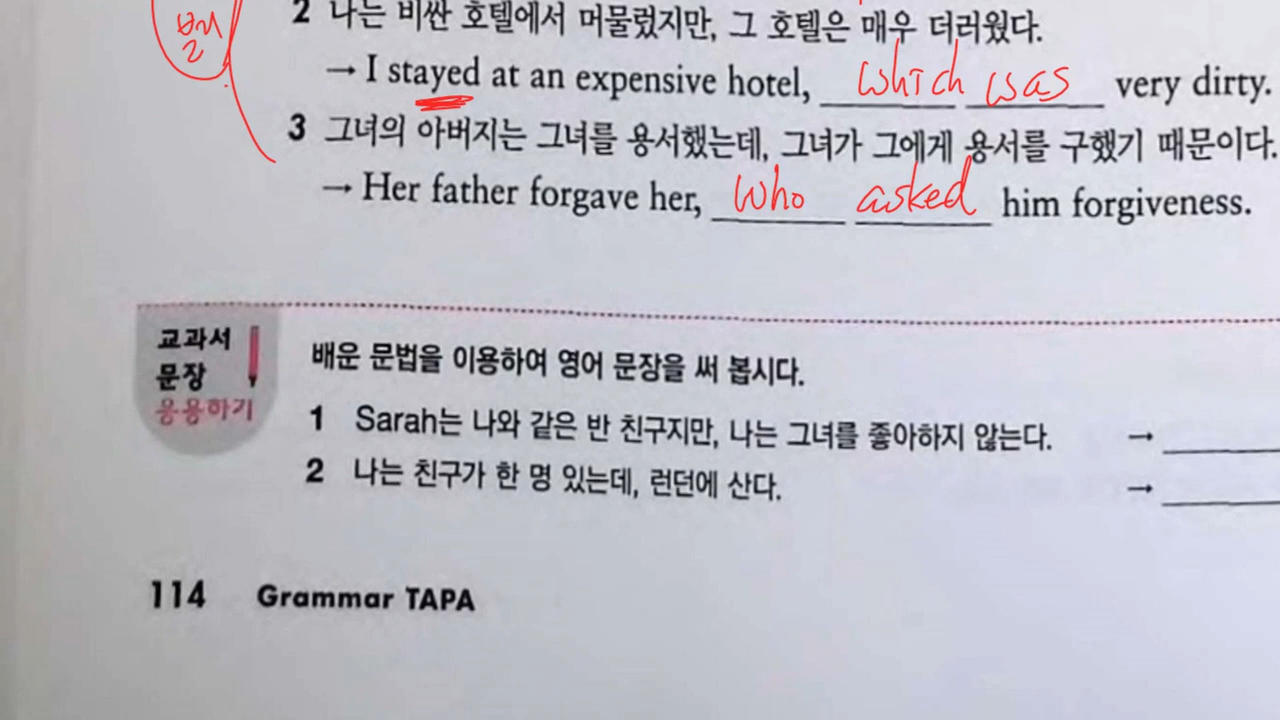 2 나는 비싼 호텔에서 머물렀지만, 그 호텔은 매우 더러웠다.
→ I stayed at an expensive hotel, which was very dirty.
3 그녀의 아버지는 그녀를 용서했는데, 그녀가 그에게 용서를 구했기 때문이다.
→ Her father forgave her, who asked him forgiveness.
교과서
문장
응용하기
배운 문법을 이용하여 영어 문장을 써 봅시다.
1 Sarah는 나와 같은 반 친구지만, 나는 그녀를 좋아하지 않는다. →
2 나는 친구가 한 명 있는데, 런던에 산다. →
114 Grammar TAPA